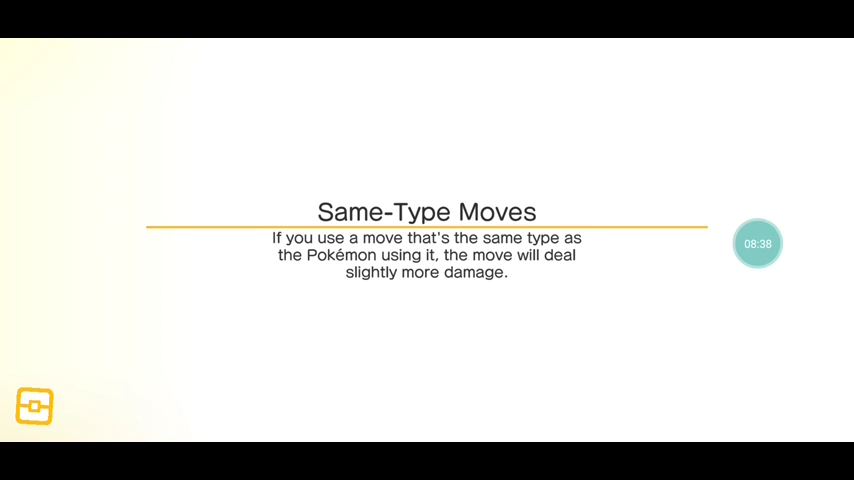 Same-Type Moves
If you use a move that's the same type as
the Pokémon using it, the move will deal
slightly more damage.
08:38